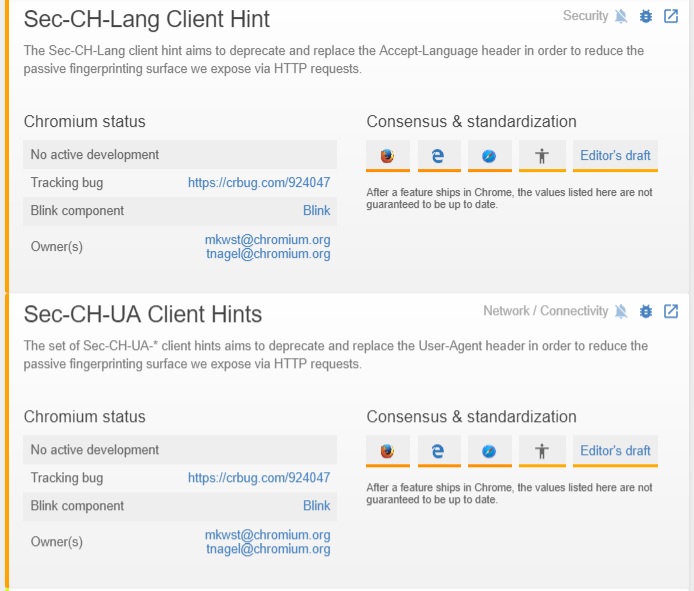 Sec-CH-Lang Client Hint
Security
The Sec-CH-Lang client hint aims to deprecate and replace the Accept-Language header in order to reduce the
passive fingerprinting surface we expose via HTTP requests.
Chromium status
No active development
Tracking bug https://crbug.com/924047
Blink component Blink
Owner(s) mkwst@chromium.org
tnagel@chromium.org
Consensus & standardization
Editor's draft
After a feature ships in Chrome, the values listed here are not
guaranteed to be up to date.
Sec-CH-UA Client Hints
Network / Connectivity
The set of Sec-CH-UA-* client hints aims to deprecate and replace the User-Agent header in order to reduce the
passive fingerprinting surface we expose via HTTP requests.
Chromium status
No active development
Tracking bug https://crbug.com/924047
Blink component Blink
Owner(s) mkwst@chromium.org
tnagel@chromium.org
Consensus & standardization
Editor's draft
After a feature ships in Chrome, the values listed here are not
guaranteed to be up to date.